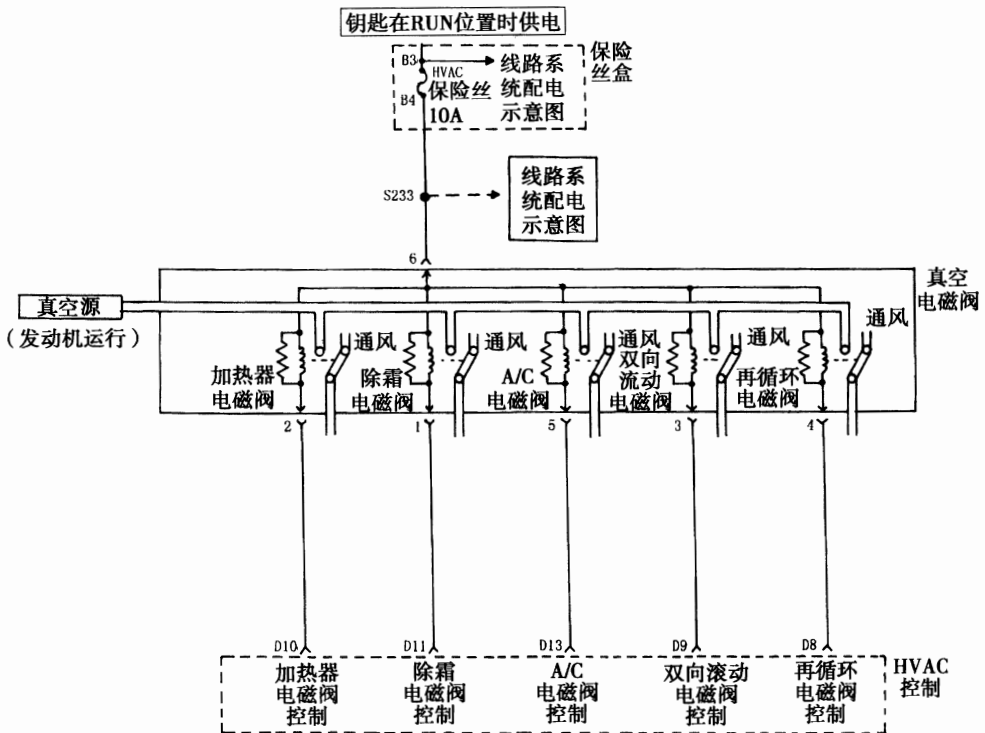 钥匙在RUN位置时供电
B3
HVAC
保险丝
10A
B4
线路系
统配电
示意图
保险
丝盒
S233
线路系
统配电
示意图
6
真空
电磁阀
真空源
(发动机运行)
通风
通风
通风
通风
通风
加热器
电磁阀
除霜
电磁阀
A/C
电磁阀
双向
流动
电磁阀
再循环
电磁阀
2
1
5
3
4
D10
D11
D13
D9
D8
加热器
电磁阀
控制
除霜
电磁阀
控制
A/C
电磁阀
控制
双向滚动
电磁阀
控制
再循环
电磁阀
控制
HVAC
控制